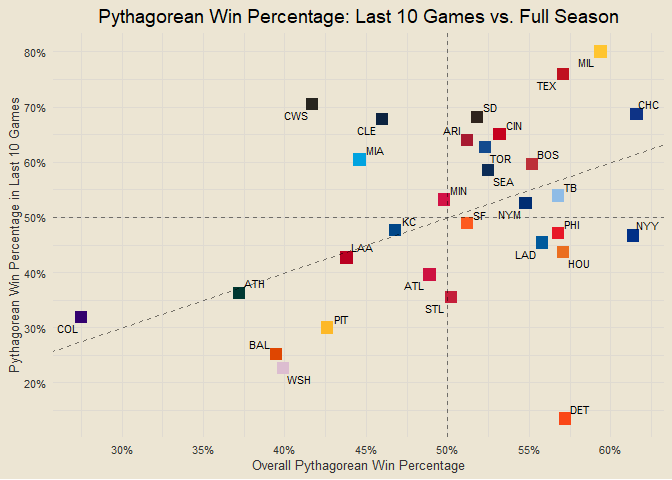 Pythagorean Win Percentage: Last 10 Games vs. Full Season
80%
MIL
TEX
70%
CWS
CLE
SD
CHC
ARI
CIN
60%
MIA
TOR
BOS
SEA
MIN
TB
NYM
50%
KC
SF
PHI
NYY
LAA
LAD
HOU
40%
ATH
ATL
STL
COL
30%
PIT
BAL
WSH
20%
DET
30%
35%
40%
45%
50%
55%
60%
Overall Pythagorean Win Percentage
Pythagorean Win Percentage in Last 10 Games